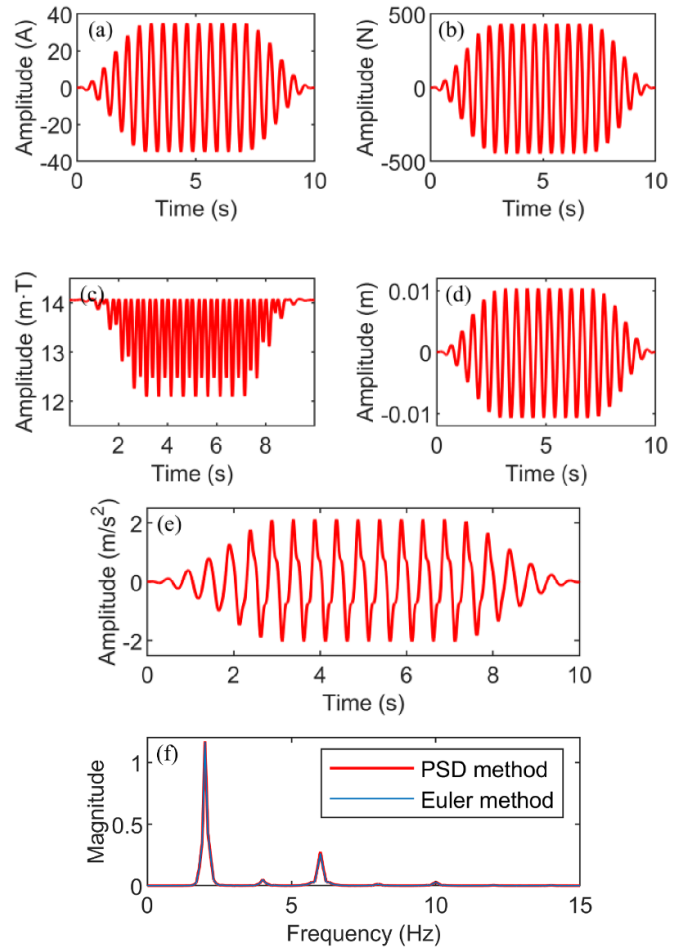 (a)
Amplitude (A)
40
20
0
-20
-40
0 5 10
Time (s)
(b)
Amplitude (N)
500
0
-500
0 5 10
Time (s)
(c)
Amplitude (m·T)
14
13
12
2 4 6 8
Time (s)
(d)
Amplitude (m)
0.01
0
-0.01
0 5 10
Time (s)
(e)
Amplitude (m/s²)
2
0
-2
0 2 4 6 8 10
Time (s)
(f)
Magnitude
1
0.5
0
PSD method
Euler method
0 5 10 15
Frequency (Hz)